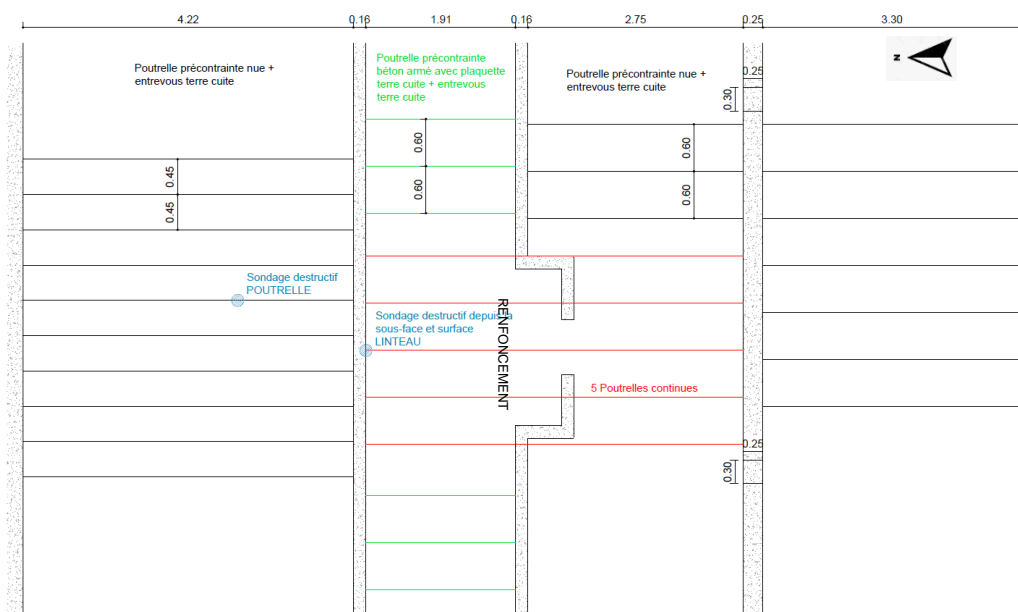 4.22
0.16
1.91
0.16
2.75
0.25
3.30
Poutrelle précontrainte nue +
entrevous terre cuite
Poutrelle précontrainte
béton armé avec plaquette
terre cuite + entrevous
terre cuite
Poutrelle précontrainte nue +
entrevous terre cuite
N
0.25
0.30
0.60
0.60
0.60
0.60
0.45
0.45
Sondage destructif
POUTRELLE
Sondage destructif depuis la
sous-face et surface
LINTEAU
RENFONCEMENT
5 Poutrelles continues
0.25
0.30